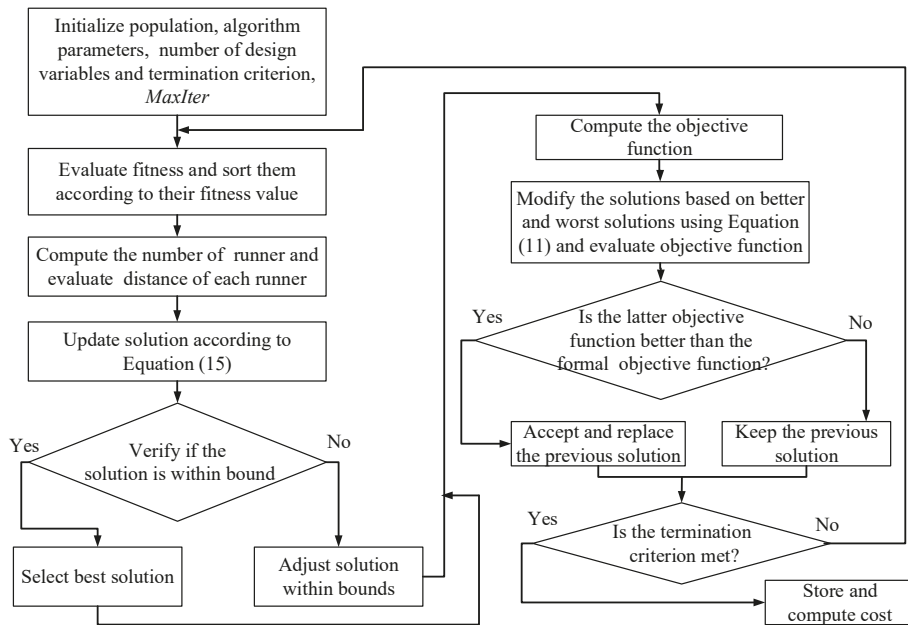 Initialize population, algorithm
parameters, number of design
variables and termination criterion,
MaxIter
Evaluate fitness and sort them
according to their fitness value
Compute the number of runner and
evaluate distance of each runner
Update solution according to
Equation (15)
Yes
Verify if the
solution is within bound
No
Select best solution
Adjust solution
within bounds
Compute the objective
function
Modify the solutions based on better
and worst solutions using Equation
(11) and evaluate objective function
Yes
Is the latter objective
function better than the
formal objective function?
No
Accept and replace
the previous solution
Keep the previous
solution
Yes
Is the termination
criterion met?
No
Store and
compute cost